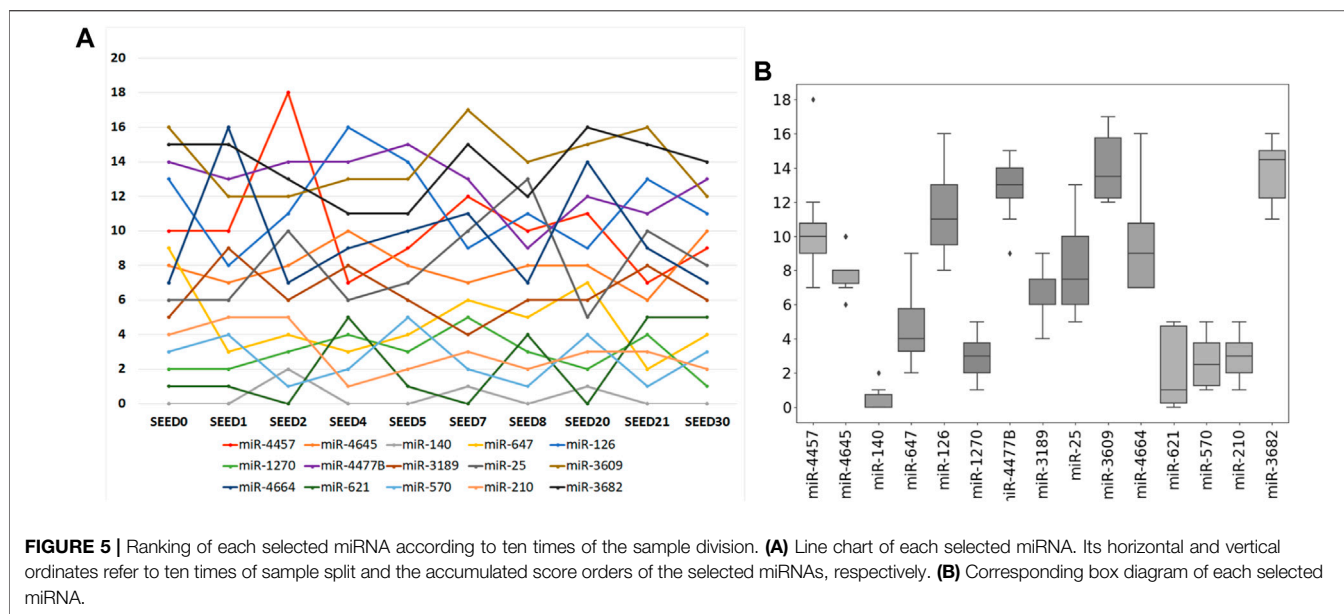 A
20
18
16
14
12
10
8
6
4
2
0
SEED0 SEED1 SEED2 SEED4 SEED5 SEED7 SEED8 SEED20 SEED21 SEED30
miR-4457 miR-4645 miR-140 miR-647 miR-126
miR-1270 miR-4477B miR-3189 miR-25 miR-3609
miR-4664 miR-621 miR-570 miR-210 miR-3682
B
18
16
14
12
10
8
6
4
2
0
miR-4457
miR-4645
miR-140
miR-647
miR-126
miR-1270
niR-4477B
miR-3189
miR-25
miR-3609
miR-4664
miR-621
miR-570
miR-210
miR-3682
FIGURE 5 | Ranking of each selected miRNA according to ten times of the sample division. (A) Line chart of each selected miRNA. Its horizontal and vertical
ordinates refer to ten times of sample split and the accumulated score orders of the selected miRNAs, respectively. (B) Corresponding box diagram of each selected
miRNA.